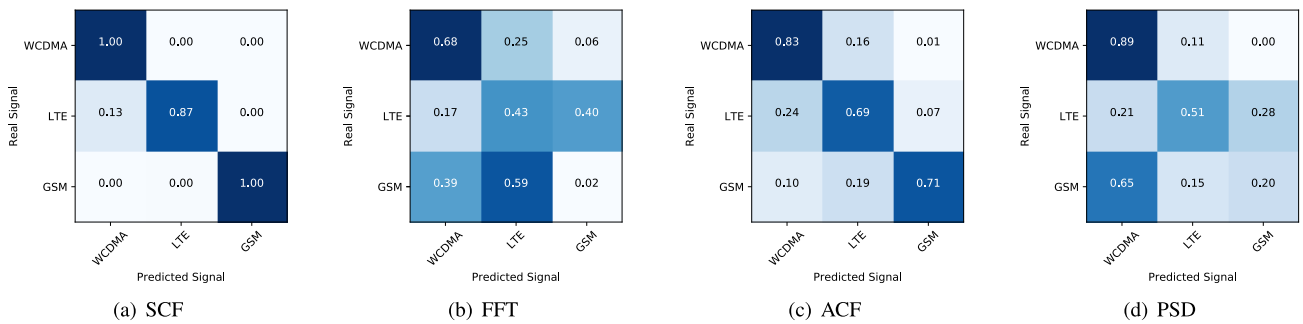 WCDMA 1.00 0.00 0.00
LTE 0.13 0.87 0.00
GSM 0.00 0.00 1.00
Real Signal
WCDMA LTE GSM
Predicted Signal
(a) SCF
WCDMA 0.68 0.25 0.06
LTE 0.17 0.43 0.40
GSM 0.39 0.59 0.02
Real Signal
WCDMA LTE GSM
Predicted Signal
(b) FFT
WCDMA 0.83 0.16 0.01
LTE 0.24 0.69 0.07
GSM 0.10 0.19 0.71
Real Signal
WCDMA LTE GSM
Predicted Signal
(c) ACF
WCDMA 0.89 0.11 0.00
LTE 0.21 0.51 0.28
GSM 0.65 0.15 0.20
Real Signal
WCDMA LTE GSM
Predicted Signal
(d) PSD